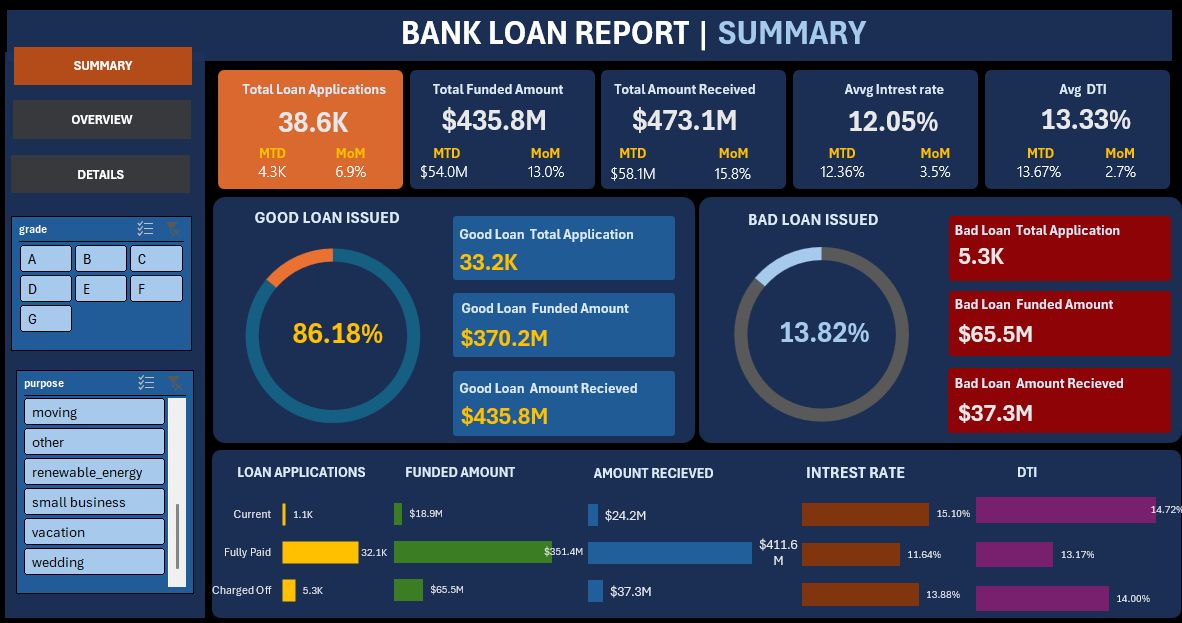 BANK LOAN REPORT | SUMMARY
SUMMARY
OVERVIEW
DETAILS
Total Loan Applications
38.6K
MTD MoM
4.3K 6.9%
Total Funded Amount
$435.8M
MTD MoM
$54.0M 13.0%
Total Amount Received
$473.1M
MTD MoM
$58.1M 15.8%
Avvg Intrest rate
12.05%
MTD MoM
12.36% 3.5%
Avg DTI
13.33%
MTD MoM
13.67% 2.7%
grade
A B C
D E F
G
purpose
moving
other
renewable_energy
small business
vacation
wedding
GOOD LOAN ISSUED
86.18%
Good Loan Total Application
33.2K
Good Loan Funded Amount
$370.2M
Good Loan Amount Recieved
$435.8M
BAD LOAN ISSUED
13.82%
Bad Loan Total Application
5.3K
Bad Loan Funded Amount
$65.5M
Bad Loan Amount Recieved
$37.3M
LOAN APPLICATIONS FUNDED AMOUNT AMOUNT RECIEVED INTREST RATE DTI
Current 1.1K $18.9M $24.2M 15.10% 14.72%
Fully Paid 32.1K $351.4M $411.6
M 11.64% 13.17%
Charged Off 5.3K $65.5M $37.3M 13.88% 14.00%